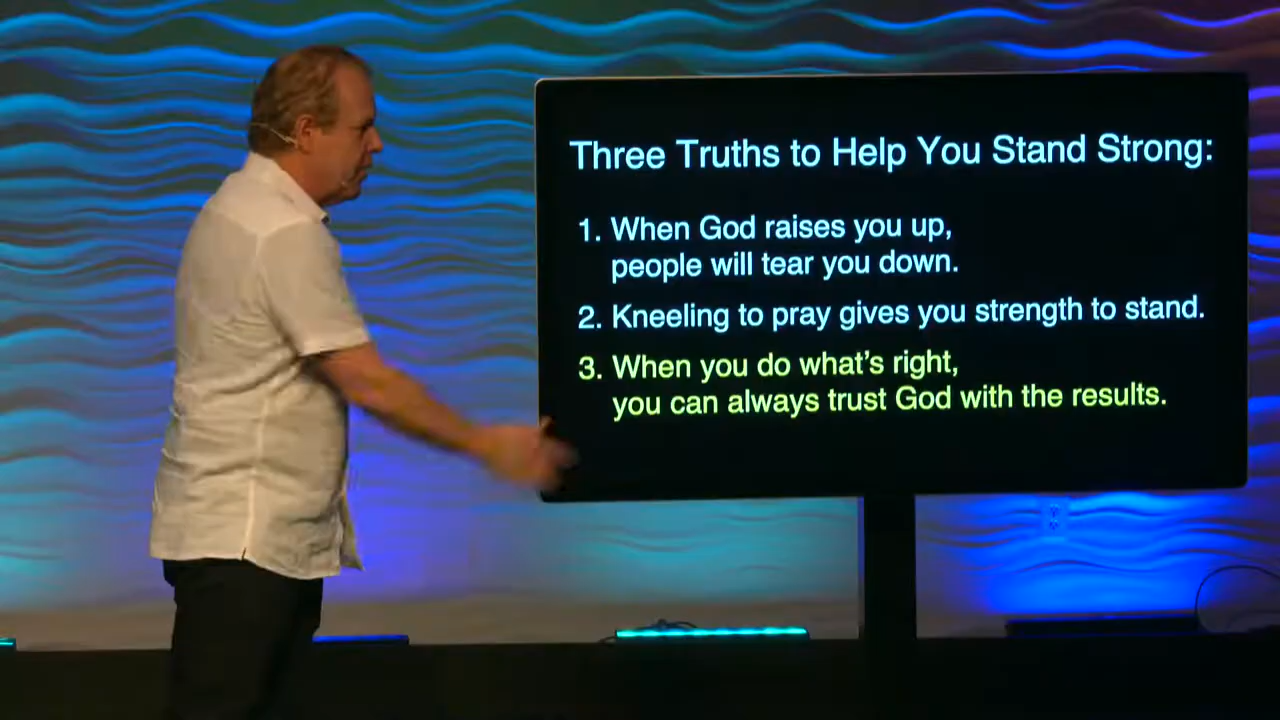 Three Truths to Help You Stand Strong:
1. When God raises you up,
people will tear you down.
2. Kneeling to pray gives you strength to stand.
3. When you do what's right,
you can always trust God with the results.